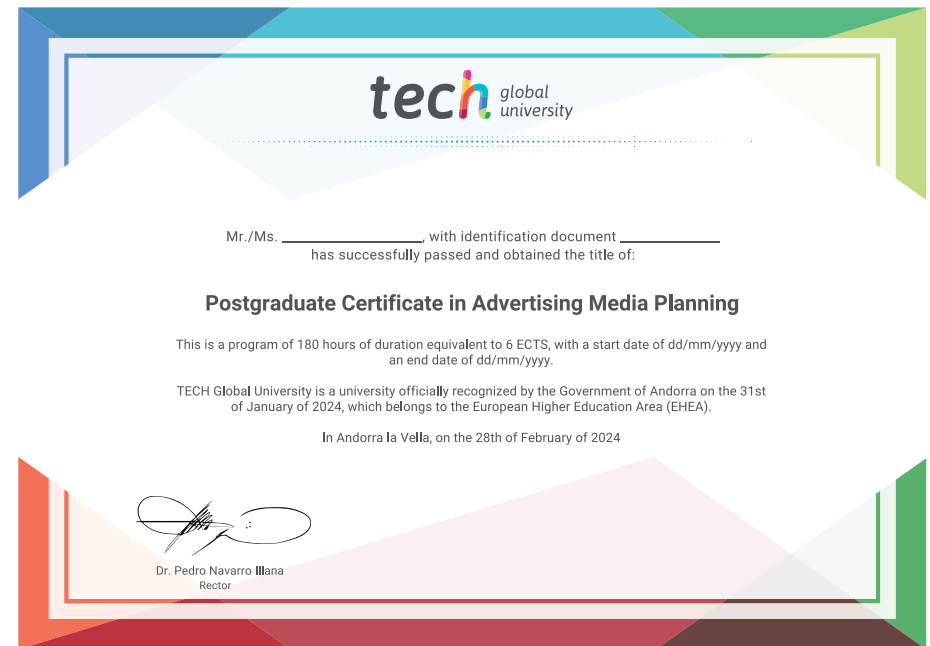 tech global
university
Mr./Ms. ____________________, with identification document ______________
has successfully passed and obtained the title of:
Postgraduate Certificate in Advertising Media Planning
This is a program of 180 hours of duration equivalent to 6 ECTS, with a start date of dd/mm/yyyy and
an end date of dd/mm/yyyy.
TECH Global University is a university officially recognized by the Government of Andorra on the 31st
of January of 2024, which belongs to the European Higher Education Area (EHEA).
In Andorra la Vella, on the 28th of February of 2024
Dr. Pedro Navarro Illana
Rector